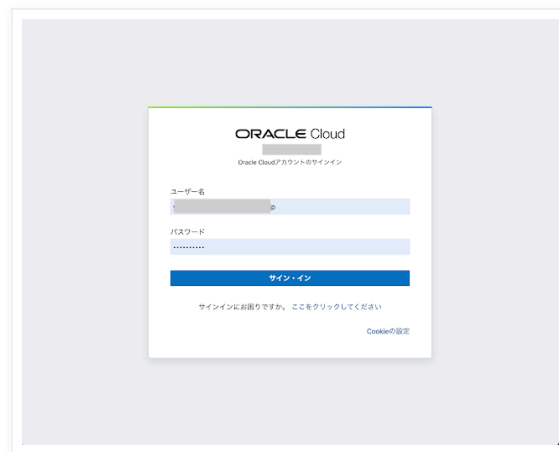 ORACLE Cloud
Oracle Cloudアカウントのサインイン
ユーザー名
パスワード
••••••••••
サイン・イン
サインインにお困りですか。 ここをクリックしてください
Cookieの設定